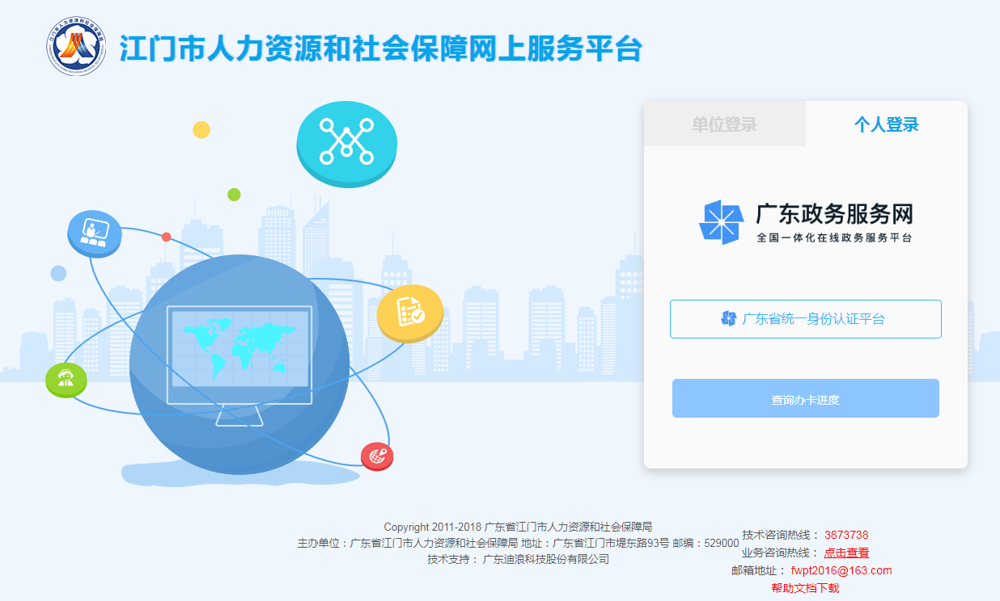 江门市人力资源和社会保障网上服务平台
单位登录
个人登录
广东政务服务网
全国一体化在线政务服务平台
广东省统一身份认证平台
查询办卡进度
Copyright 2011-2018 广东省江门市人力资源和社会保障局
主办单位：广东省江门市人力资源和社会保障局 地址：广东省江门市堤东路93号 邮编：529000
技术支持： 广东迪浪科技股份有限公司
技术咨询热线： 3873738
业务咨询热线： 点击查看
邮箱地址： fwpt2016@163.com
帮助文档下载